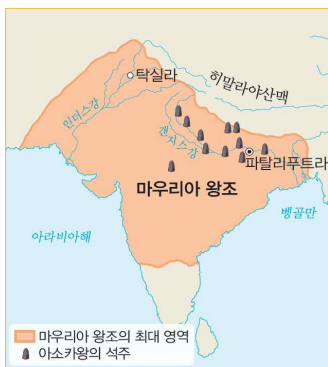 탁실라
히말라야산맥
인더스강
갠지스강
파탈리푸트라
마우리아 왕조
벵골만
아라비아해
마우리아 왕조의 최대 영역
아소카왕의 석주